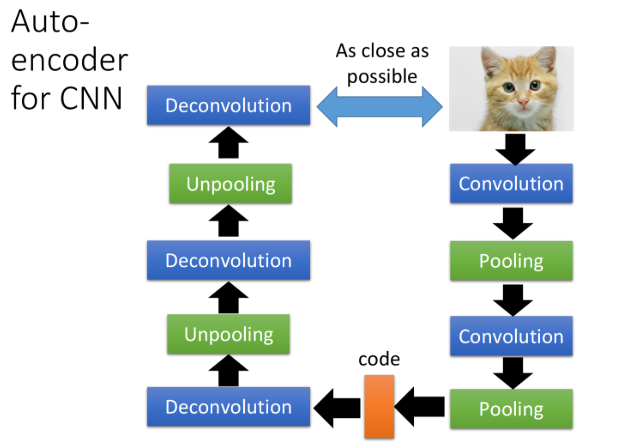 Auto-
encoder
for CNN
As close as
possible
Deconvolution
Unpooling
Convolution
Deconvolution
Pooling
Unpooling
Convolution
code
Deconvolution
Pooling